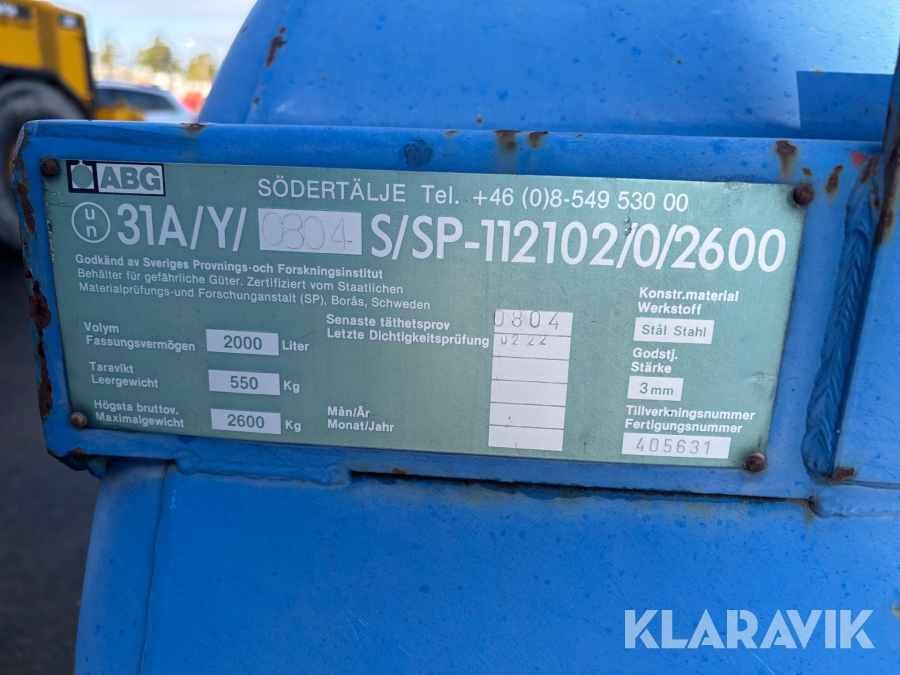 ABG
SÖDERTÄLJE Tel. +46 (0)8-549 530 00
un 31A/Y/ 0804 S/SP-112102/0/2600
Godkänd av Sveriges Provnings-och Forskningsinstitut
Behälter für gefährliche Güter. Zertifiziert vom Staatlichen
Materialprüfungs-und Forschunganstalt (SP), Borås, Schweden
Volym
Fassungsvermögen 2000 Liter
Taravikt
Leergewicht 550 Kg
Högsta bruttov.
Maximalgewicht 2600 Kg
Senaste täthetsprov 0804
Letzte Dichtigkeitsprüfung 0222
Mån/År
Monat/Jahr
Konstr.material
Werkstoff
Stål Stahl
Godstj.
Stärke
3mm
Tillverkningsnummer
Fertigungsnummer
405631
KLARAVIK